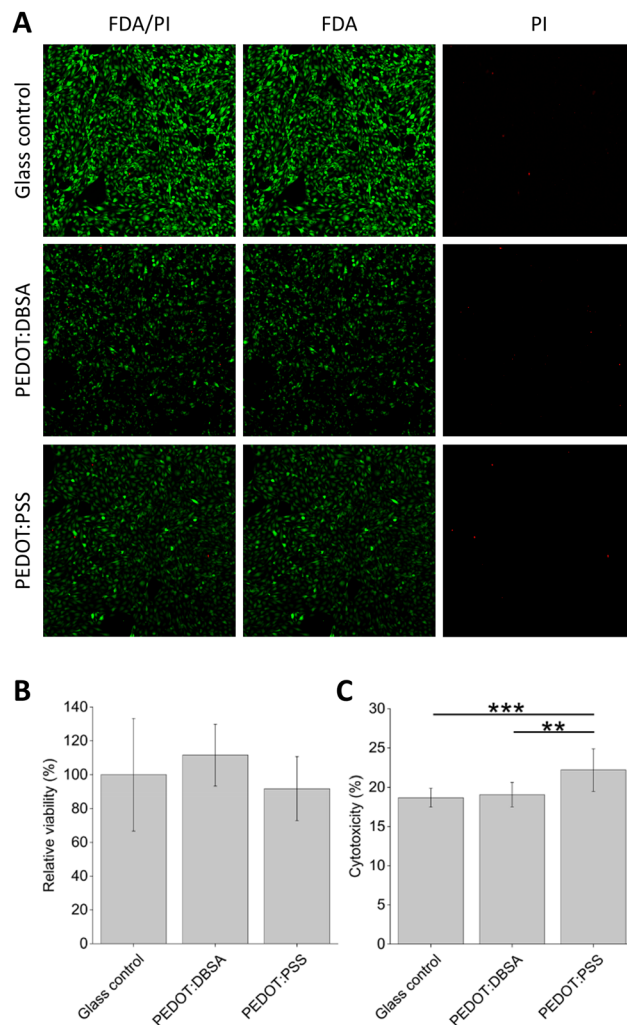 A
FDA/PI FDA PI
Glass control
PEDOT:DBSA
PEDOT:PSS
B
140
120
100
80
60
40
20
0
Relative viability (%)
Glass control
PEDOT:DBSA
PEDOT:PSS
C
30
25
20
15
10
5
0
Cytotoxicity (%)
***
**
Glass control
PEDOT:DBSA
PEDOT:PSS